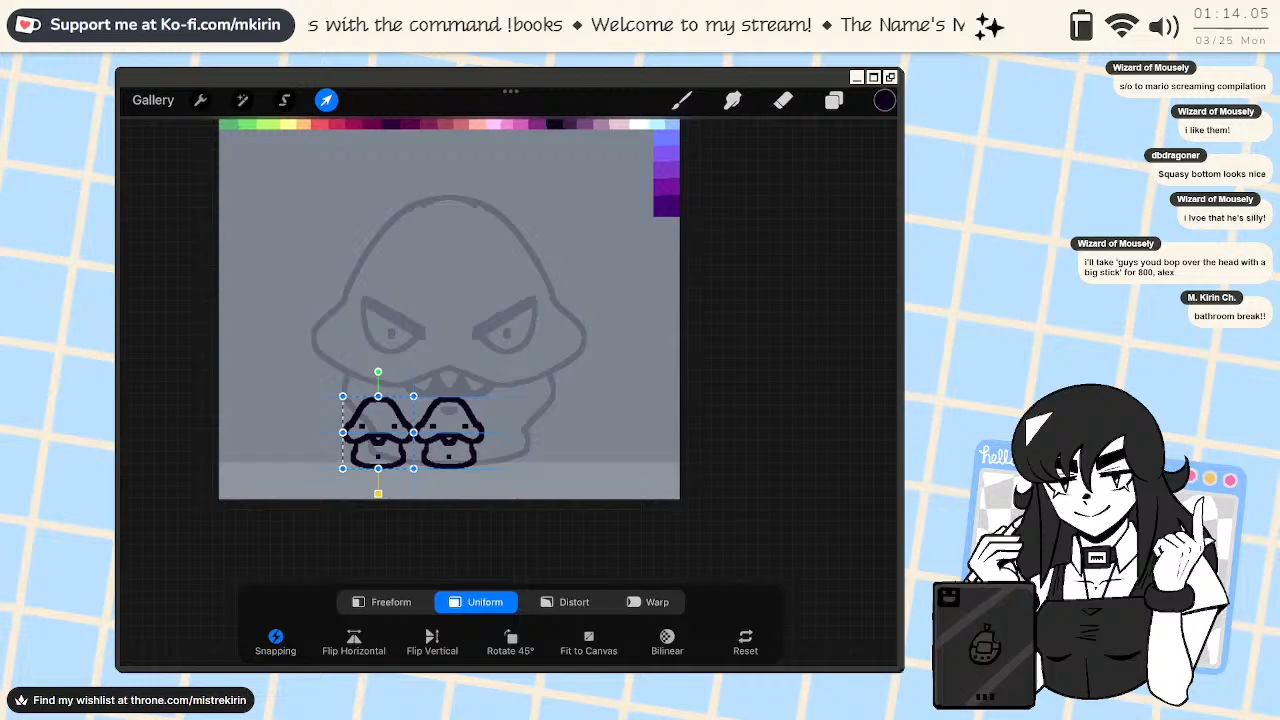 Support me at Ko-fi.com/mkirin
s with the command !books ◆ Welcome to my stream! ◆ The Name's M
01:14.05
03/25 Mon
Gallery
Wizard of Mousely
s/o to mario screaming compilation
Wizard of Mousely
i like them!
dbdragoner
Squasy bottom looks nice
Wizard of Mousely
i lvoe that he's silly!
Wizard of Mousely
i'll take 'guys youd bop over the head with a
big stick' for 800, alex
M. Kirin Ch.
bathroom break!!
hello
Freeform
Uniform
Distort
Warp
Snapping
Flip Horizontal
Flip Vertical
Rotate 45°
Fit to Canvas
Bilinear
Reset
Find my wishlist at throne.com/mistrekirin